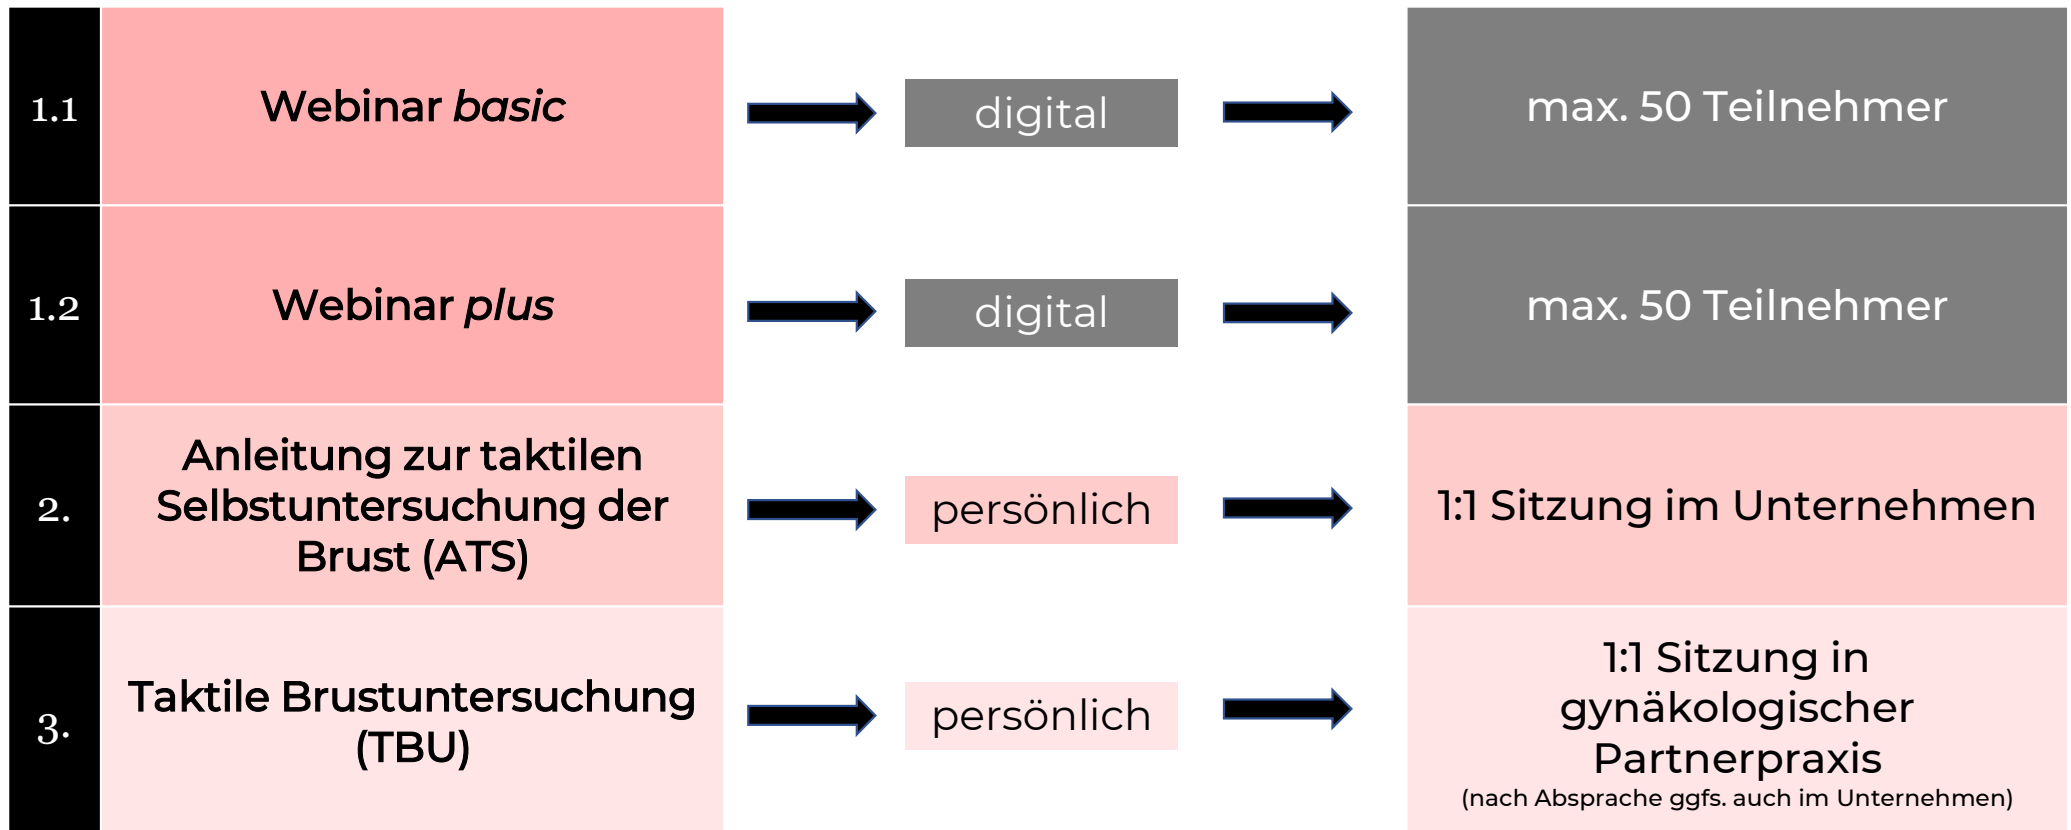 1.1
Webinar basic
digital
max. 50 Teilnehmer
1.2
Webinar plus
digital
max. 50 Teilnehmer
2.
Anleitung zur taktilen
Selbstuntersuchung der
Brust (ATS)
persönlich
1:1 Sitzung im Unternehmen
3.
Taktile Brustuntersuchung
(TBU)
persönlich
1:1 Sitzung in
gynäkologischer
Partnerpraxis
(nach Absprache ggfs. auch im Unternehmen)